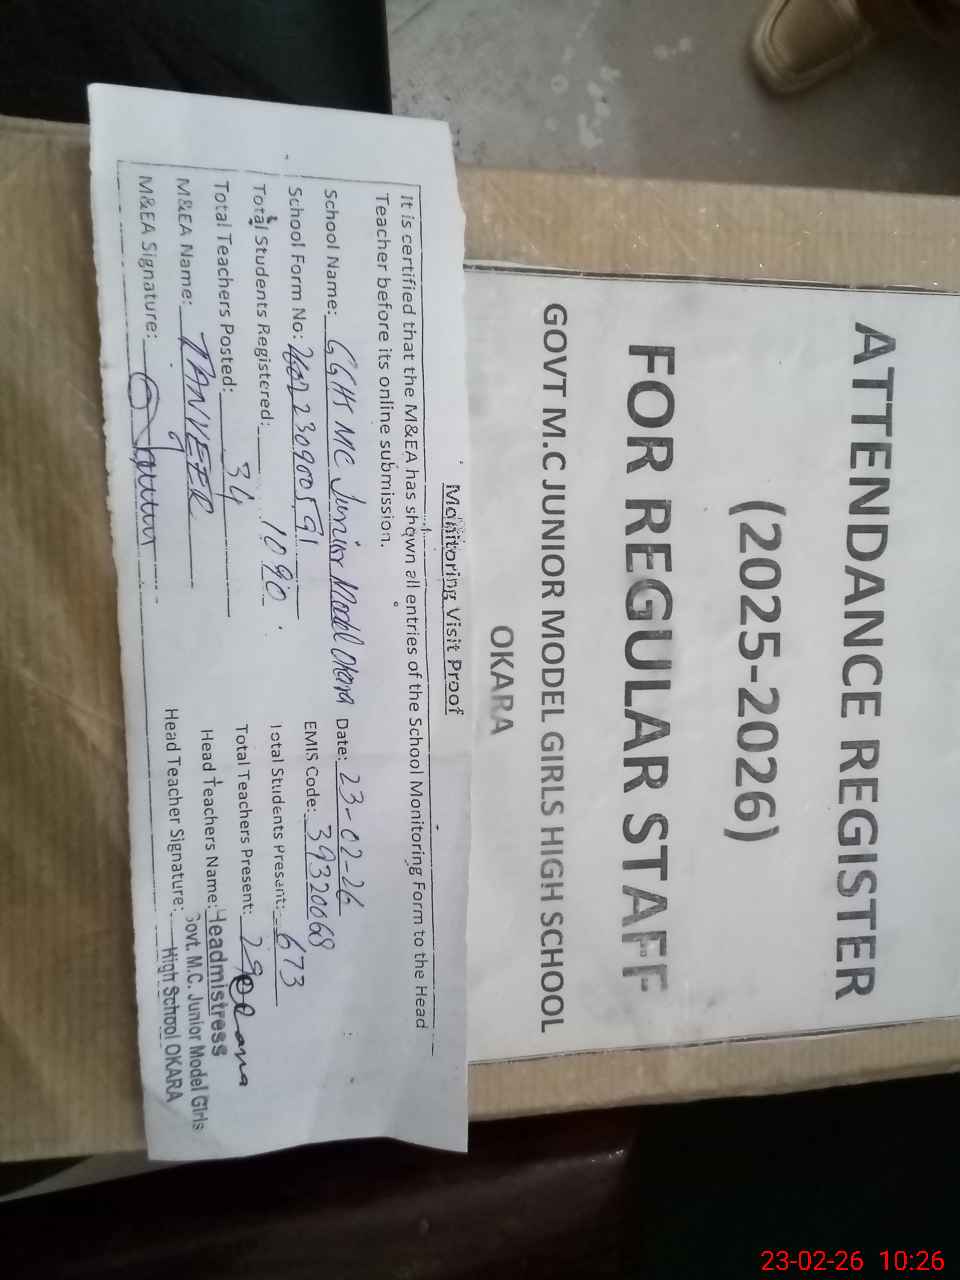 ATTENDANCE REGISTER
(2025-2026)
FOR REGULAR STAFF
GOVT M.C JUNIOR MODEL GIRLS HIGH SCHOOL
OKARA
Monitoring Visit Proof
It is certified that the M&EA has shown all entries of the School Monitoring Form to the Head
Teacher before its online submission.
School Name: GGHS MC Junior Model Okara Date: 23-02-26
School Form No: EMIS Code: 39320068
Total Students Registered: 1090 Total Students Present: 673
Total Teachers Posted: 34 Total Teachers Present: 29
M&EA Name: TANVEER Head Teachers Name: Headmistress
M&EA Signature: Head Teacher Signature: Govt. M.C. Junior Model Girls
High School OKARA
23-02-26 10:26